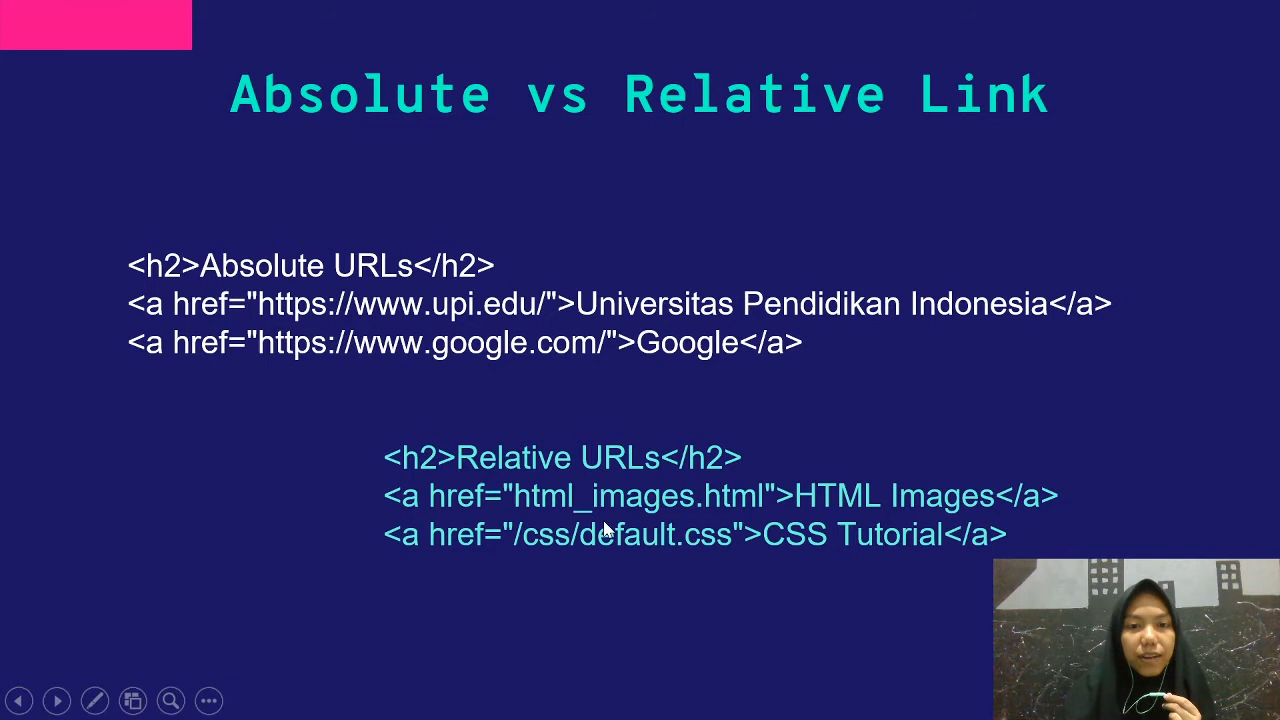 Absolute vs Relative Link
<h2>Absolute URLs</h2>
<a href="https://www.upi.edu/">Universitas Pendidikan Indonesia</a>
<a href="https://www.google.com/">Google</a>
<h2>Relative URLs</h2>
<a href="html_images.html">HTML Images</a>
<a href="/css/default.css">CSS Tutorial</a>